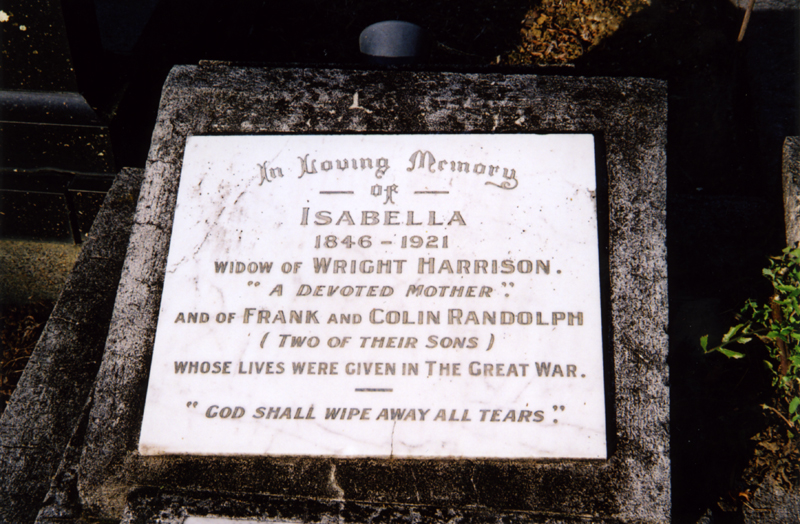 In Loving Memory
of
ISABELLA
1846 - 1921
WIDOW OF WRIGHT HARRISON.
"A DEVOTED MOTHER".
AND OF FRANK AND COLIN RANDOLPH
(TWO OF THEIR SONS)
WHOSE LIVES WERE GIVEN IN THE GREAT WAR.
"GOD SHALL WIPE AWAY ALL TEARS".